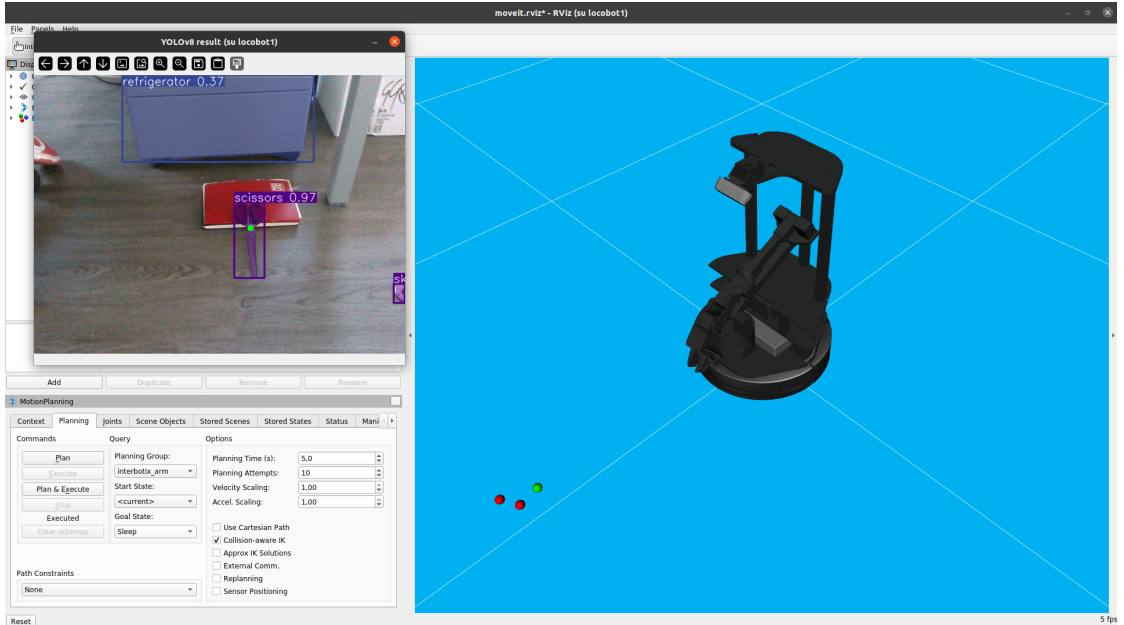 moveit.rviz* - RViz (su locobot1)
File Panels Help
YOLOv8 result (su locobot1)
refrigerator 0.37
scissors 0.97
sk
Add Duplicate Remove Rename
MotionPlanning
Context Planning Joints Scene Objects Stored Scenes Stored States Status Mani
Commands Query Options
Plan Planning Group: Planning Time (s): 5,0
Execute interbotix_arm Planning Attempts: 10
Plan & Execute Start State: Velocity Scaling: 1,00
Stop <current> Accel. Scaling: 1,00
Executed Goal State:
Clear octomap Sleep Use Cartesian Path
Collision-aware IK
Approx IK Solutions
External Comm.
Path Constraints Replanning
None Sensor Positioning
Reset 5 fps